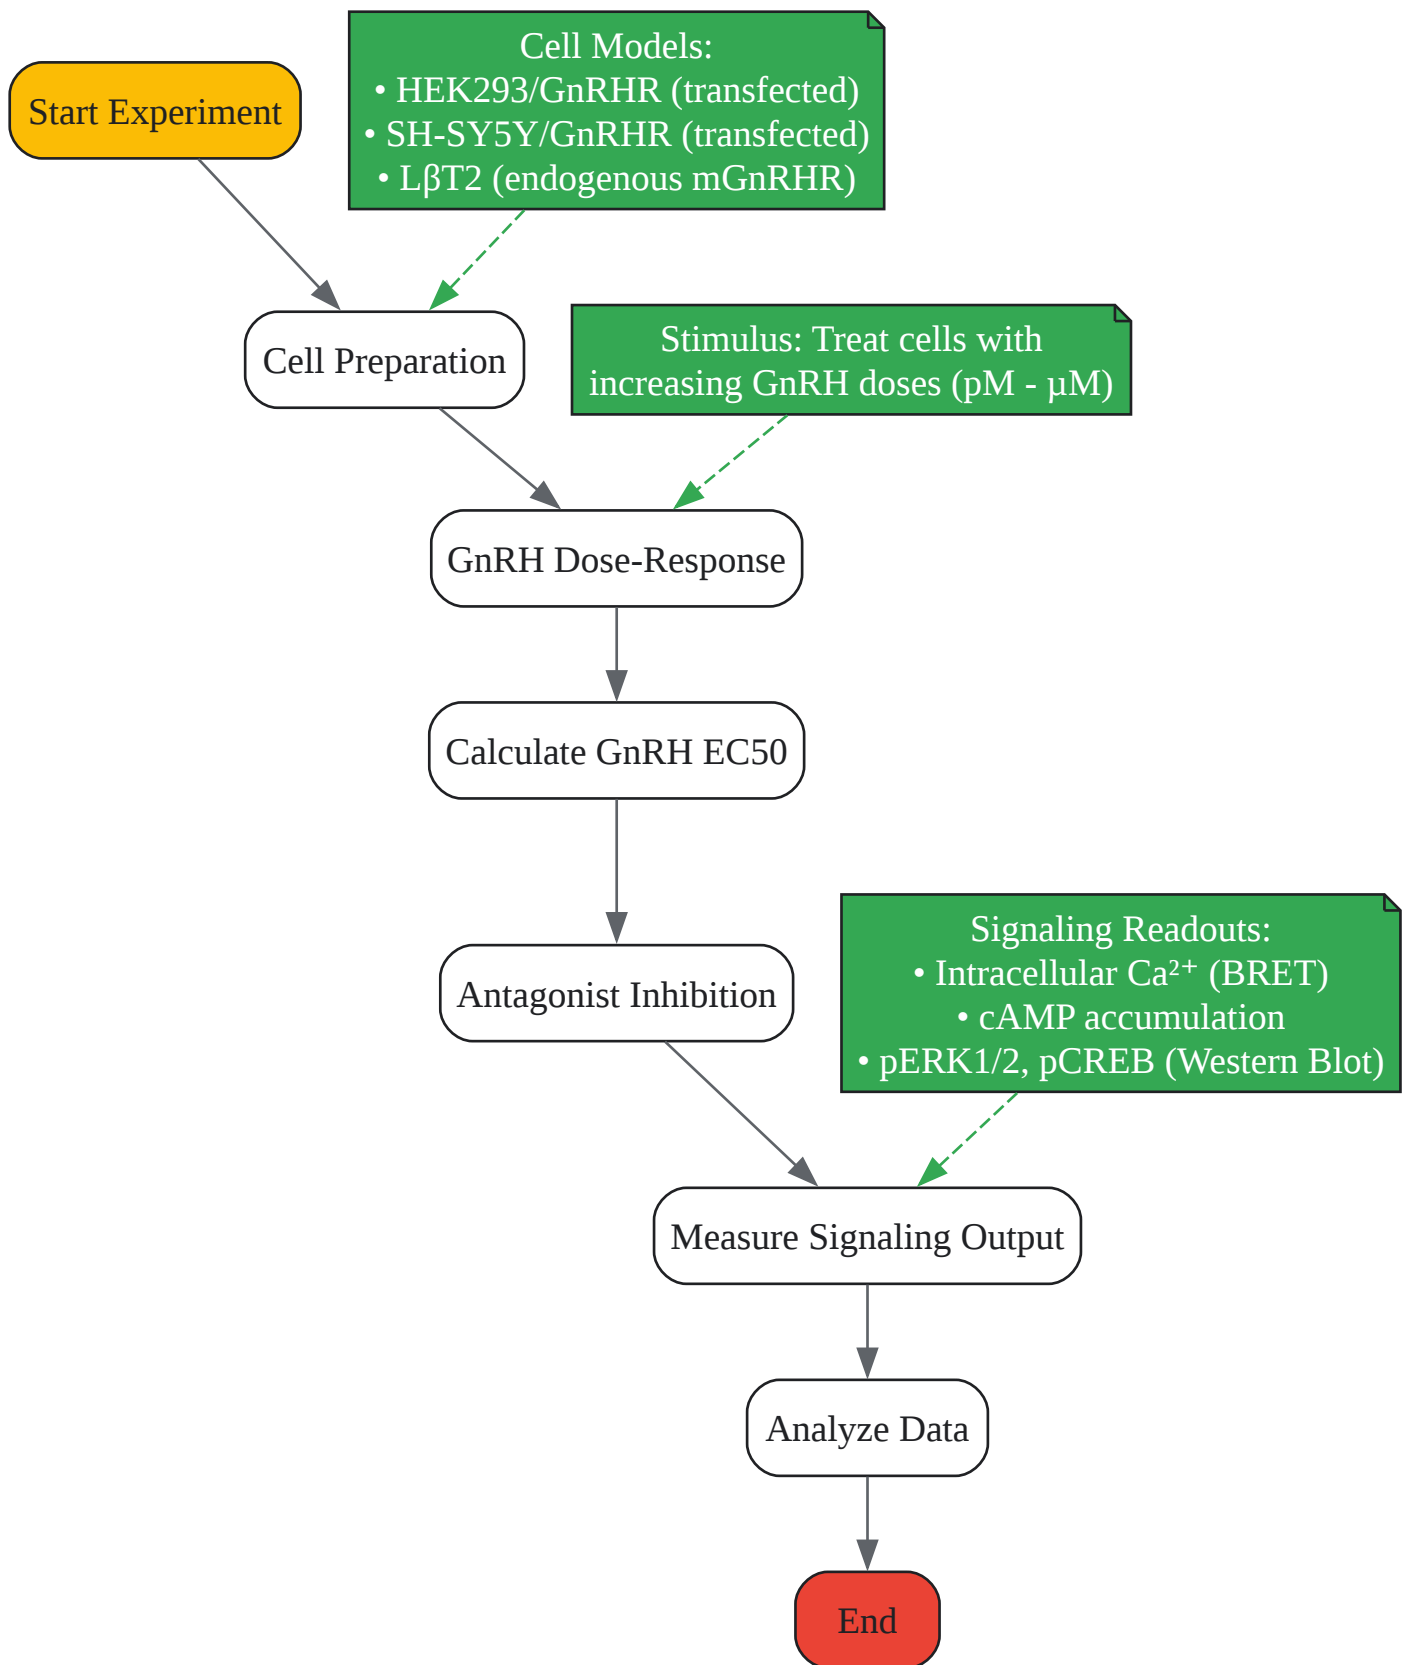 Start Experiment
Cell Models:
• HEK293/GnRHR (transfected)
• SH-SY5Y/GnRHR (transfected)
• LβT2 (endogenous mGnRHR)
Cell Preparation
Stimulus: Treat cells with
increasing GnRH doses (pM - µM)
GnRH Dose-Response
Calculate GnRH EC50
Antagonist Inhibition
Signaling Readouts:
• Intracellular Ca²⁺ (BRET)
• cAMP accumulation
• pERK1/2, pCREB (Western Blot)
Measure Signaling Output
Analyze Data
End